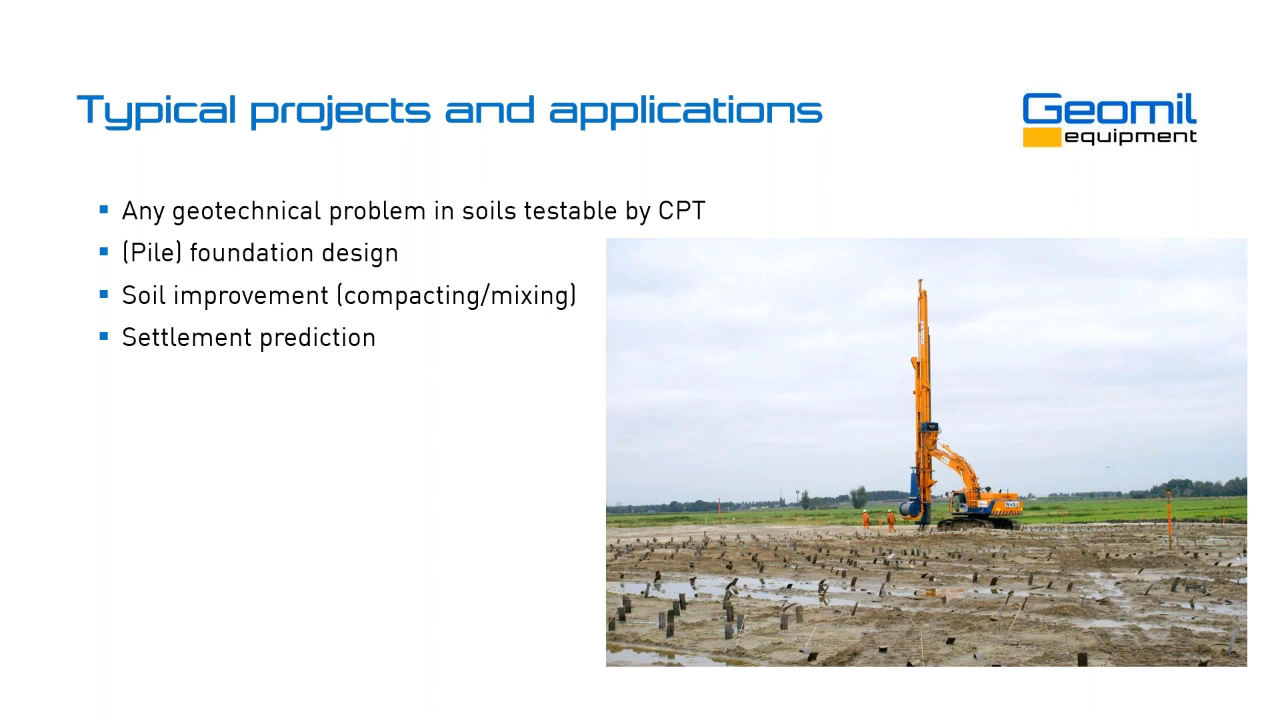 Typical projects and applications
Geomil
equipment
Any geotechnical problem in soils testable by CPT
(Pile) foundation design
Soil improvement (compacting/mixing)
Settlement prediction